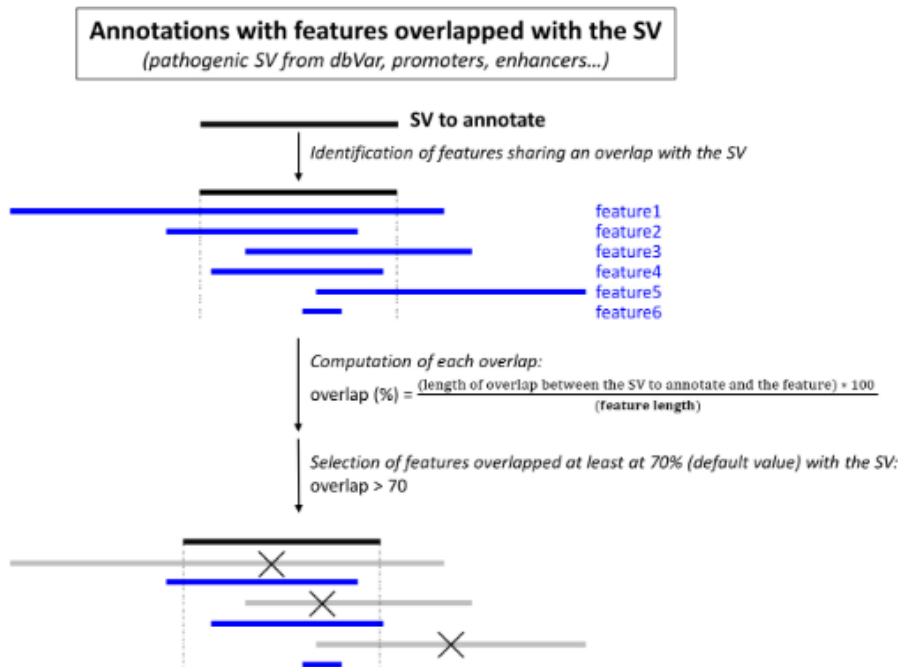 Annotations with features overlapped with the SV
(pathogenic SV from dbVar, promoters, enhancers…)
SV to annotate
Identification of features sharing an overlap with the SV
feature1
feature2
feature3
feature4
feature5
feature6
Computation of each overlap:
overlap (%) = (length of overlap between the SV to annotate and the feature) * 100
(feature length)
Selection of features overlapped at least at 70% (default value) with the SV:
overlap > 70